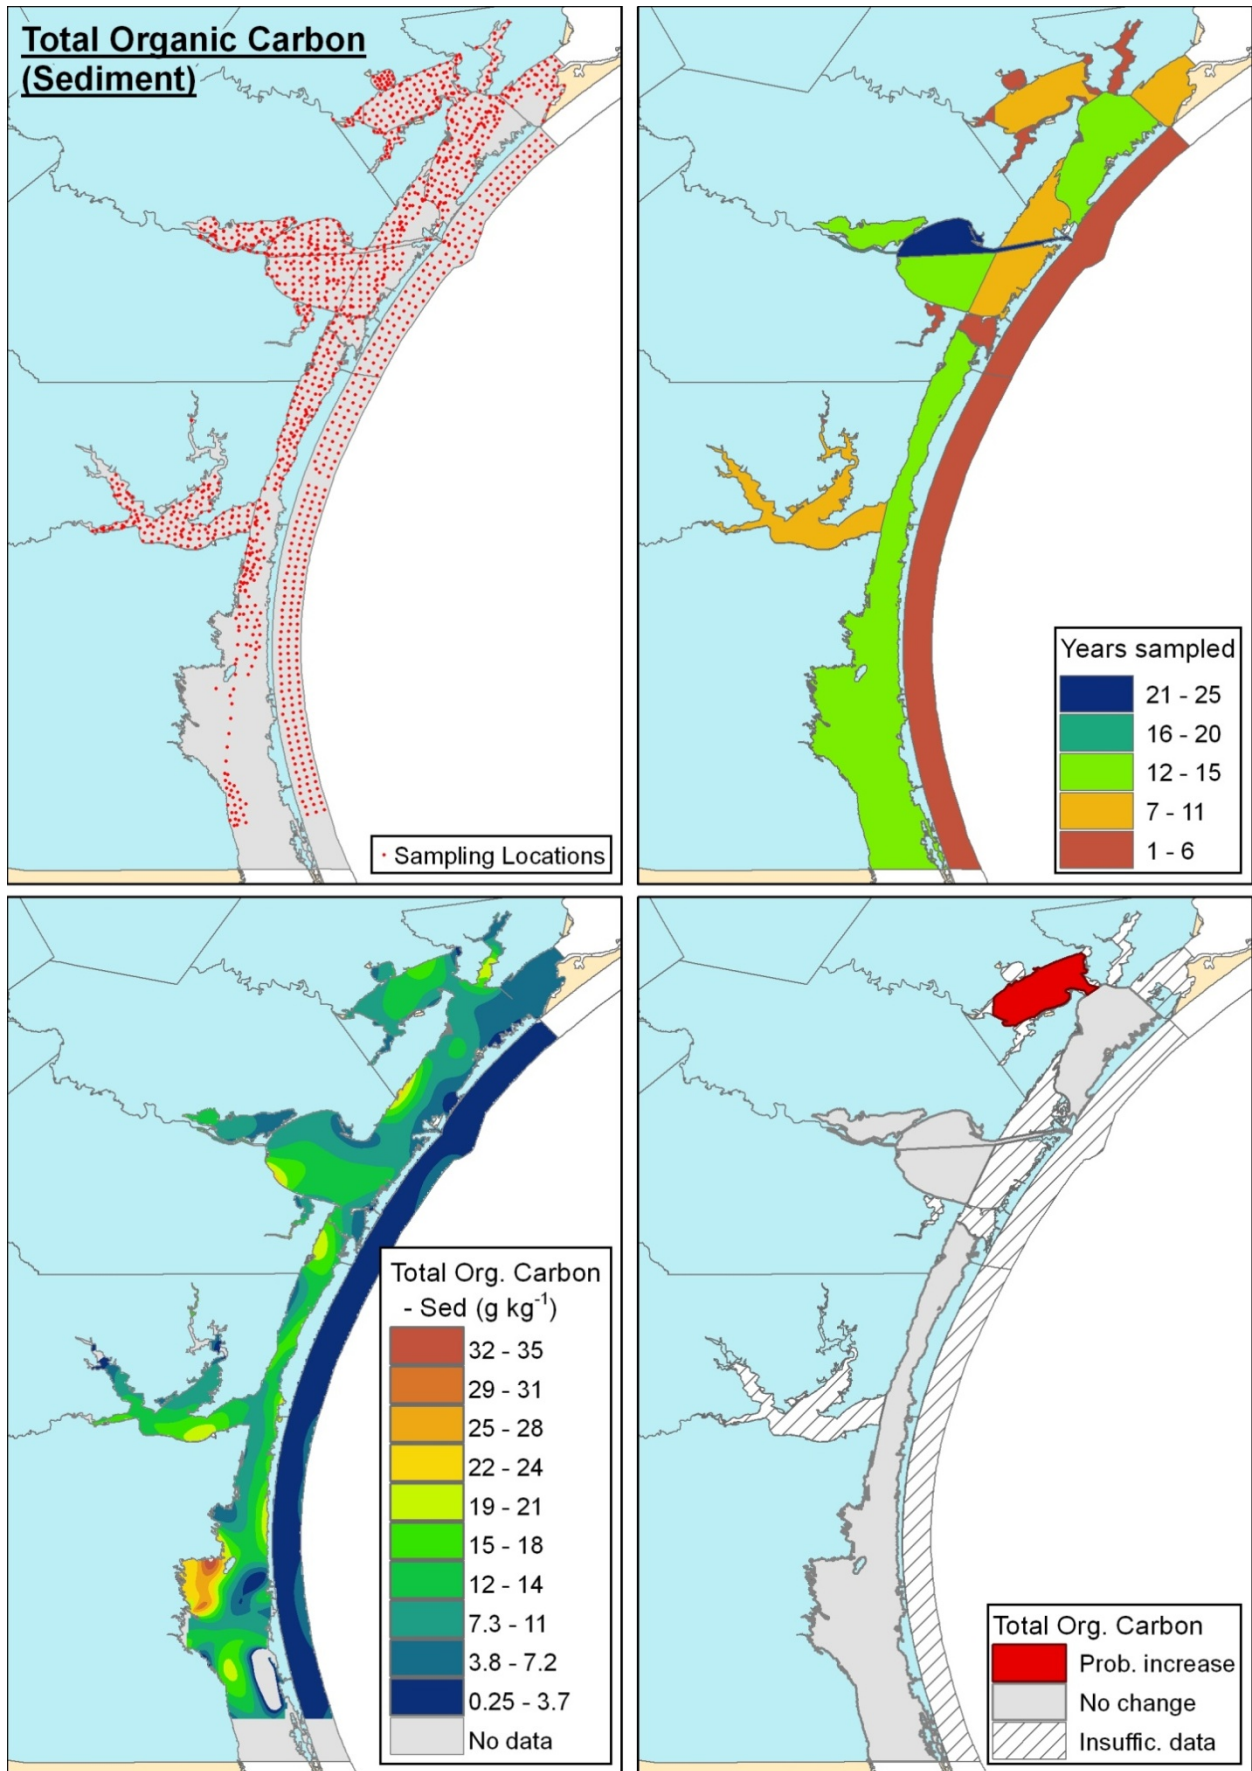 Total Organic Carbon
(Sediment)
Sampling Locations
Years sampled
21 - 25
16 - 20
12 - 15
7 - 11
1 - 6
Total Org. Carbon
- Sed (g kg⁻¹)
32 - 35
29 - 31
25 - 28
22 - 24
19 - 21
15 - 18
12 - 14
7.3 - 11
3.8 - 7.2
0.25 - 3.7
No data
Total Org. Carbon
Prob. increase
No change
Insuffic. data